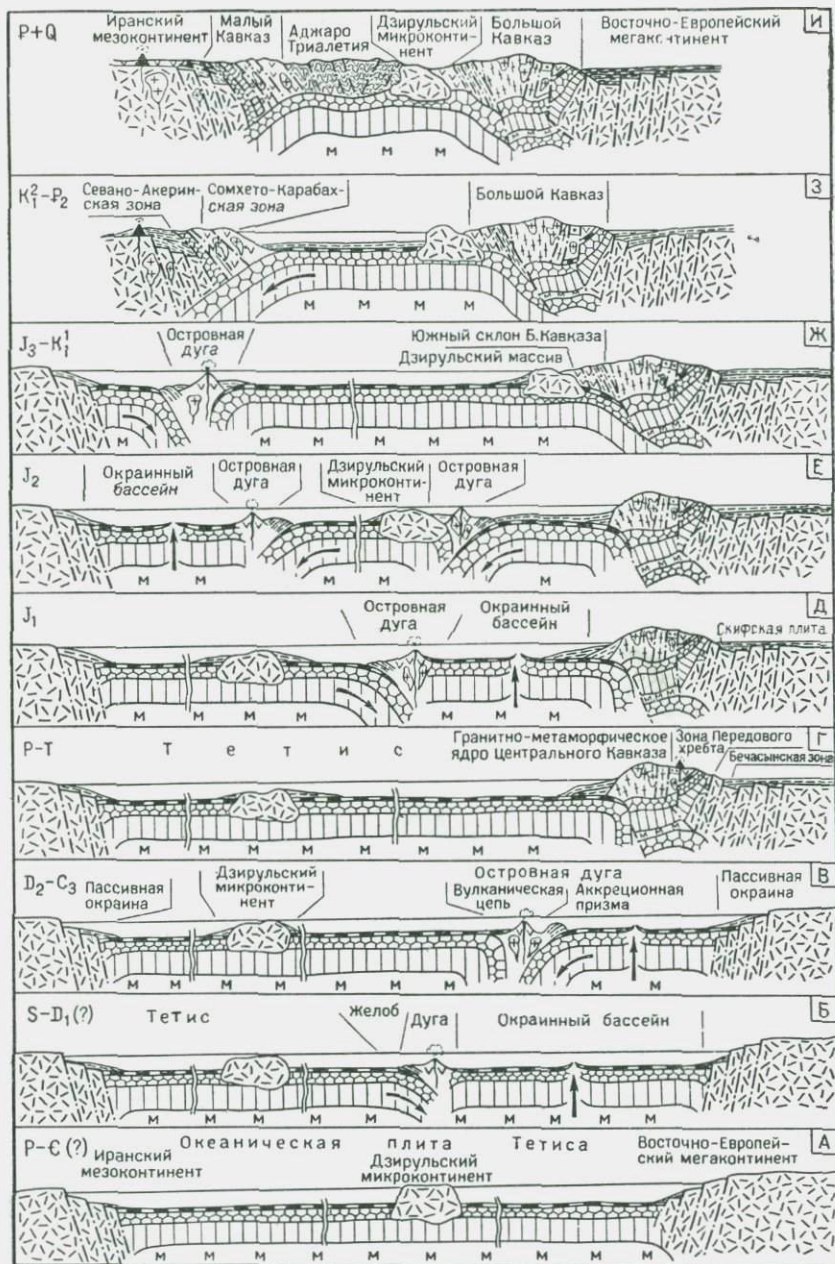 P+Q
Иранский мезоконтинент
Малый Кавказ
Аджаро Триалетия
Дзирульский микроконтинент
Большой Кавказ
Восточно-Европейский мегаконтинент
И
М М М М
K₁²–P₂
Севано-Акеринская зона
Сомхето-Карабахская зона
Большой Кавказ
З
М М М М
J₃–K₁¹
Островная дуга
Южный склон Б.Кавказа
Дзирульский массив
Ж
М М М М М М М М М
J₂
Окраинный бассейн
Островная дуга
Дзирульский микроконтинент
Островная дуга
Е
М М М М М
J₁
Островная дуга
Окраинный бассейн
Скифская плита
Д
М М М М М М М
P–T
Тетис
Гранитно-метаморфическое ядро Центрального Кавказа
Зона Передового хребта
Бечасынская зона
Г
М М М М М М М М
D₂–C₃
Пассивная окраина
Дзирульский микроконтинент
Островная дуга
Вулканическая цепь
Аккреционная призма
Пассивная окраина
В
S–D₁(?)
Тетис
Желоб
Дуга
Окраинный бассейн
Б
P–Є(?)
Иранский мезоконтинент
Океаническая плита Тетиса
Дзирульский микроконтинент
Восточно-Европейский мегаконтинент
А